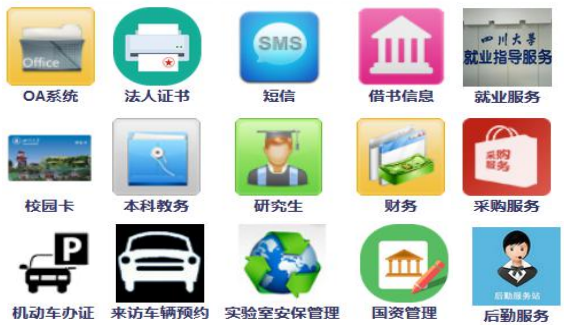 Office
SMS
四川大学
就业指导服务
OA系统
法人证书
短信
借书信息
就业服务
采购
服务
校园卡
本科教务
研究生
财务
采购服务
P
后勤服务站
机动车办证
来访车辆预约
实验室安保管理
国资管理
后勤服务